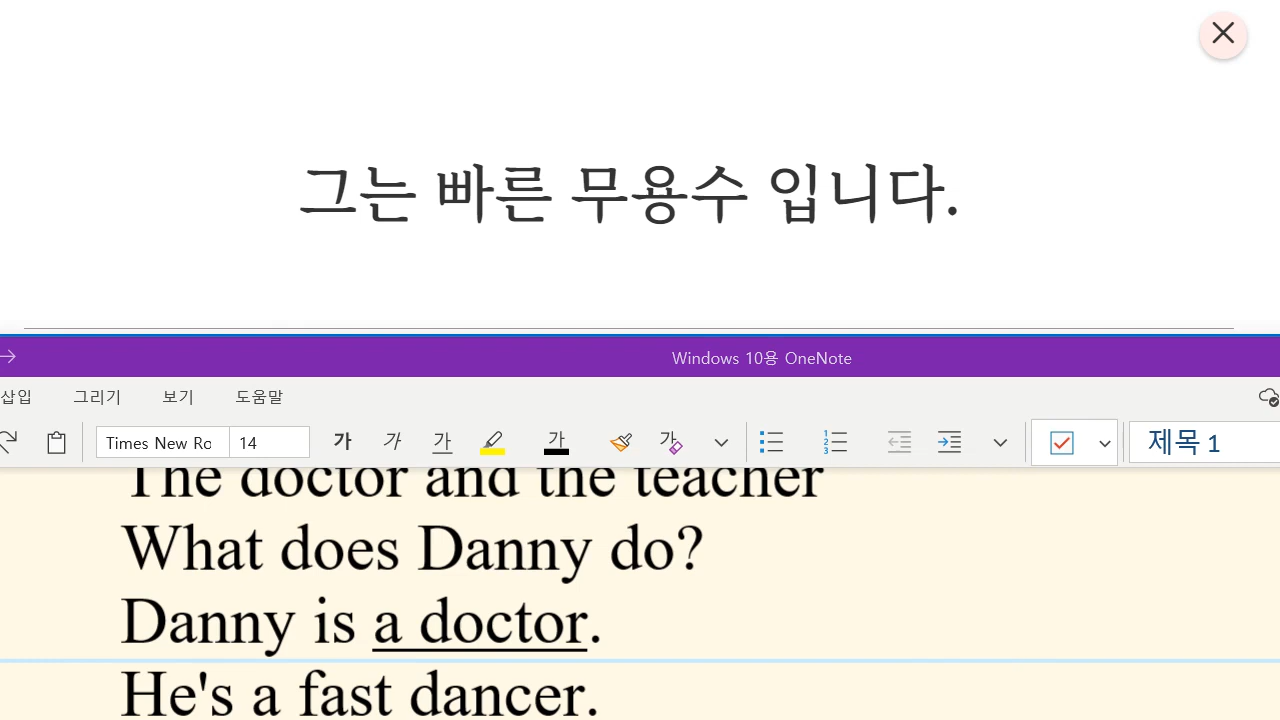 그는 빠른 무용수 입니다.
Windows 10용 OneNote
삽입 그리기 보기 도움말
Times New Ro 14 가 가 가 가 가 제목 1
The doctor and the teacher
What does Danny do?
Danny is a doctor.
He's a fast dancer.